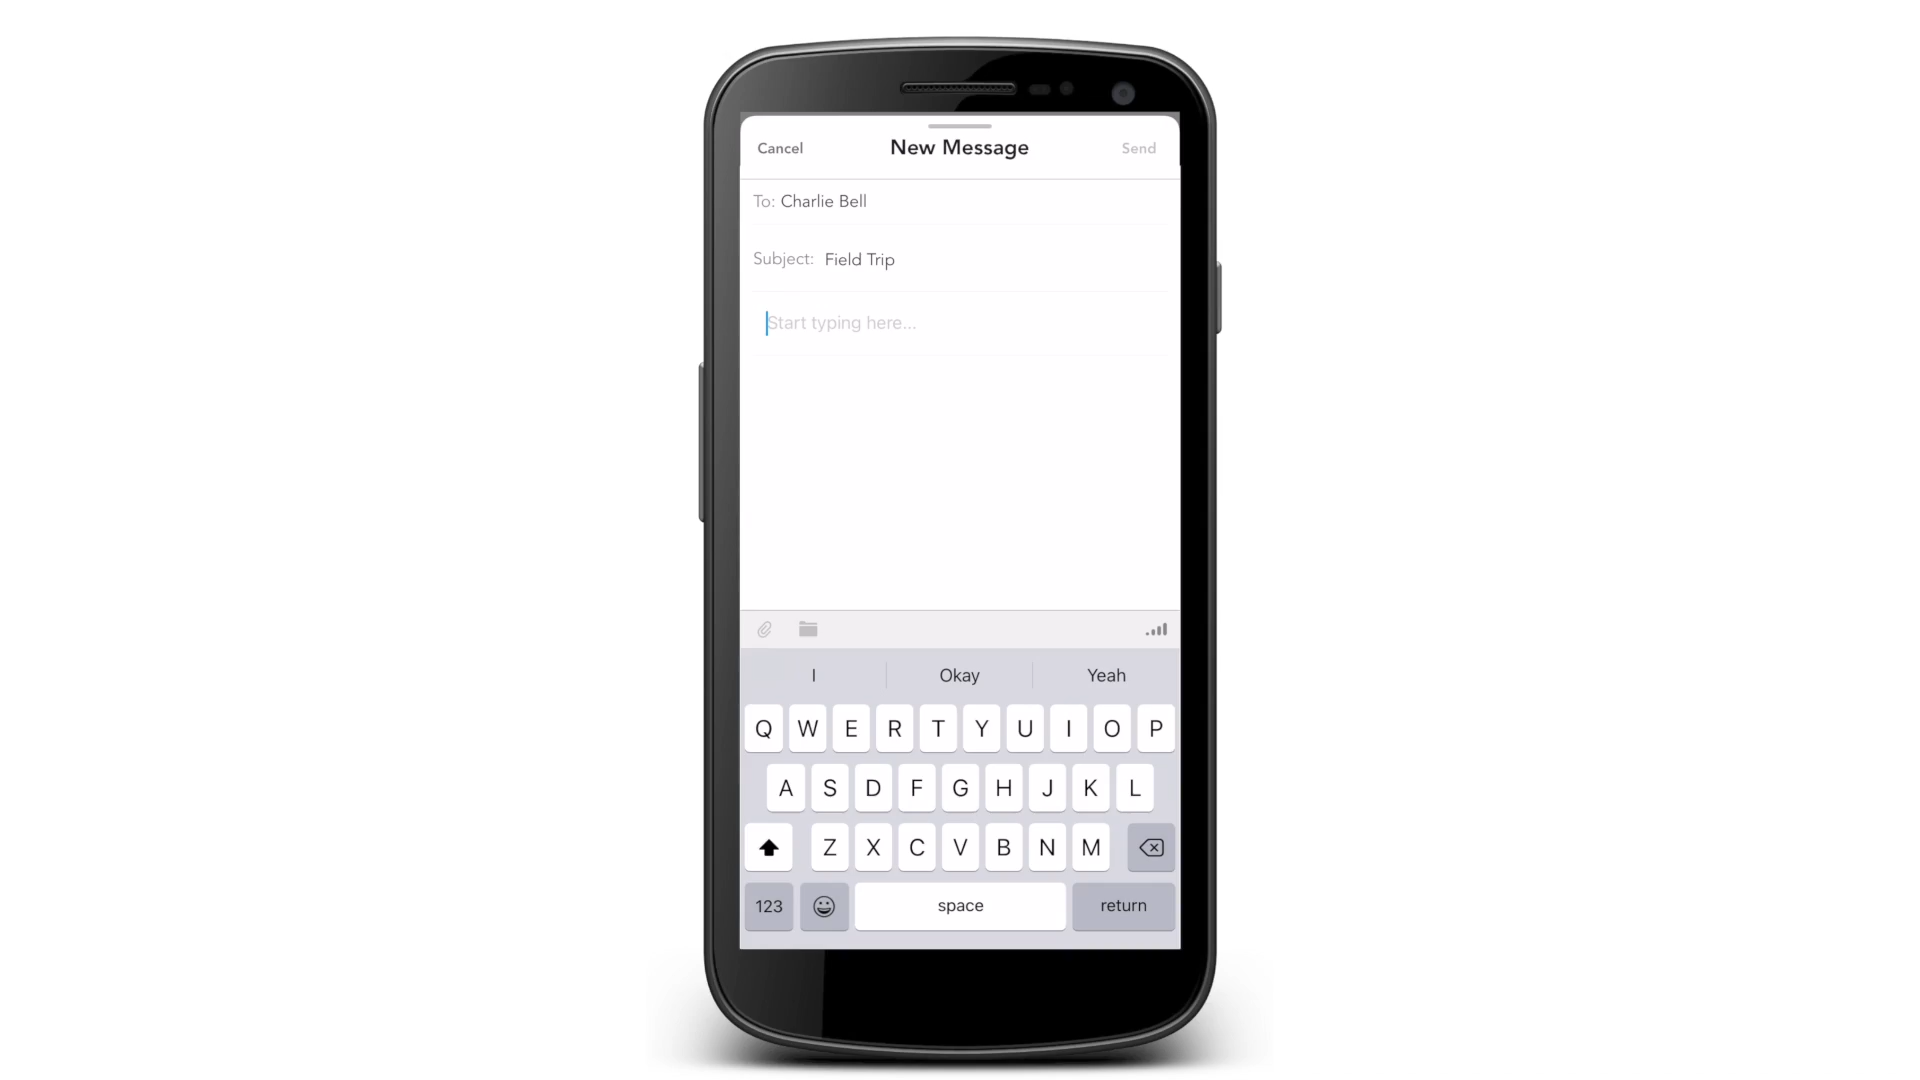 Cancel New Message Send
To: Charlie Bell
Subject: Field Trip
Start typing here...
I Okay Yeah
Q W E R T Y U I O P
A S D F G H J K L
Z X C V B N M
123 space return